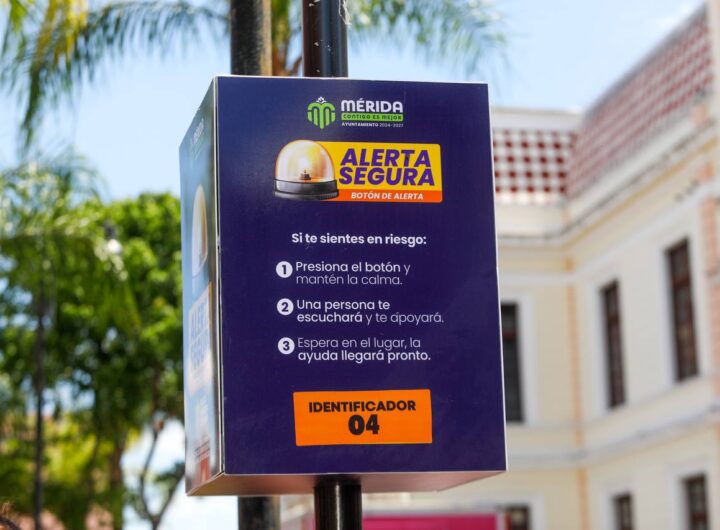 MÉRIDA
CONTIGO ES MEJOR
AYUNTAMIENTO 2024-2027
ALERTA
SEGURA
BOTÓN DE ALERTA
Si te sientes en riesgo:
1 Presiona el botón y
mantén la calma.
2 Una persona te
escuchará y te apoyará.
3 Espera en el lugar, la
ayuda llegará pronto.
IDENTIFICADOR
04
ALERTA